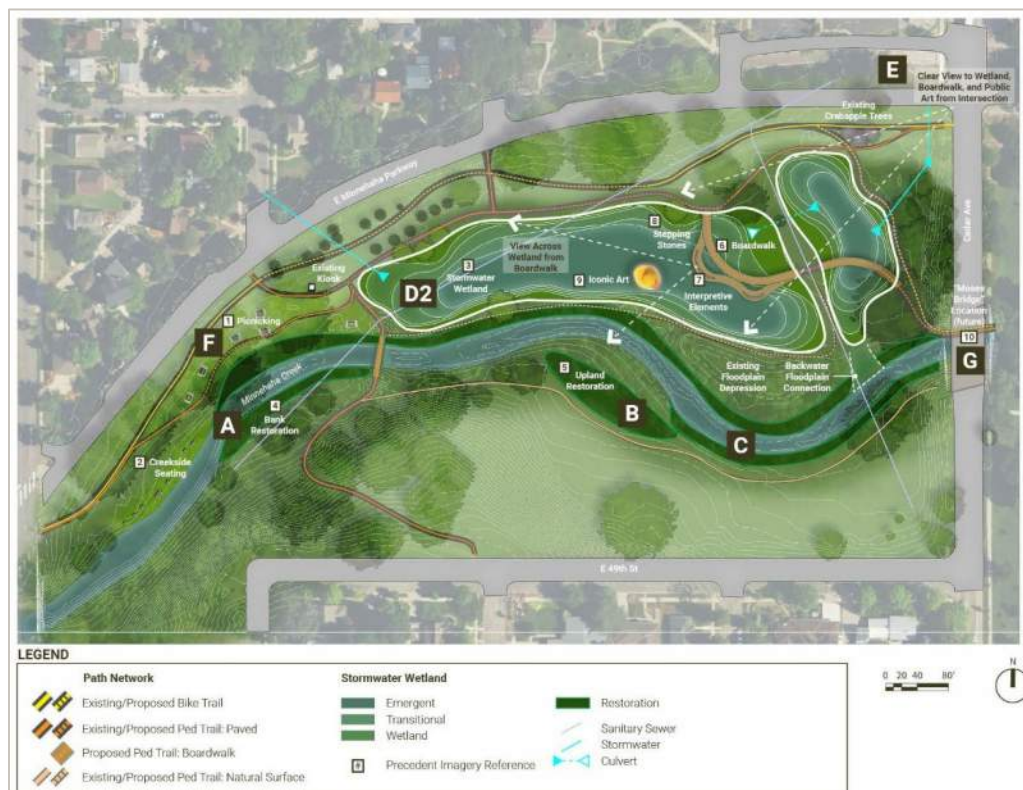 E
Clear View to Wetland,
Boardwalk, and Public
Art from Intersection
Existing
Crabapple Trees
E Minnehaha Parkway
Cedar Ave
8
Stepping
Stones
6
Boardwalk
View Across
Wetland from
Boardwalk
3
Stormwater
Wetland
Existing
Kiosk
D2
9
Iconic Art
7
Interpretive
Elements
"Mosey
Bridge"
Location
(future)
10
G
1
Picnicking
F
Minnehaha Creek
5
Upland
Restoration
Existing
Floodplain
Depression
Backwater
Floodplain
Connection
4
Bank
Restoration
A
B
C
2
Creekside
Seating
E 49th St
LEGEND
Path Network
Existing/Proposed Bike Trail
Existing/Proposed Ped Trail: Paved
Proposed Ped Trail: Boardwalk
Existing/Proposed Ped Trail: Natural Surface
Stormwater Wetland
Emergent
Transitional
Wetland
# Precedent Imagery Reference
Restoration
Sanitary Sewer
Stormwater
Culvert
0 20 40 80'
N